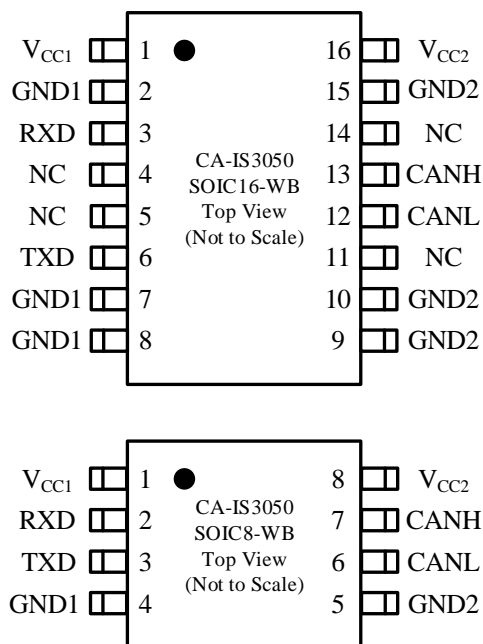 VCC1 1 16 VCC2
GND1 2 15 GND2
RXD 3 14 NC
NC 4 13 CANH
NC 5 12 CANL
TXD 6 11 NC
GND1 7 10 GND2
GND1 8 9 GND2
CA-IS3050
SOIC16-WB
Top View
(Not to Scale)
VCC1 1 8 VCC2
RXD 2 7 CANH
TXD 3 6 CANL
GND1 4 5 GND2
CA-IS3050
SOIC8-WB
Top View
(Not to Scale)